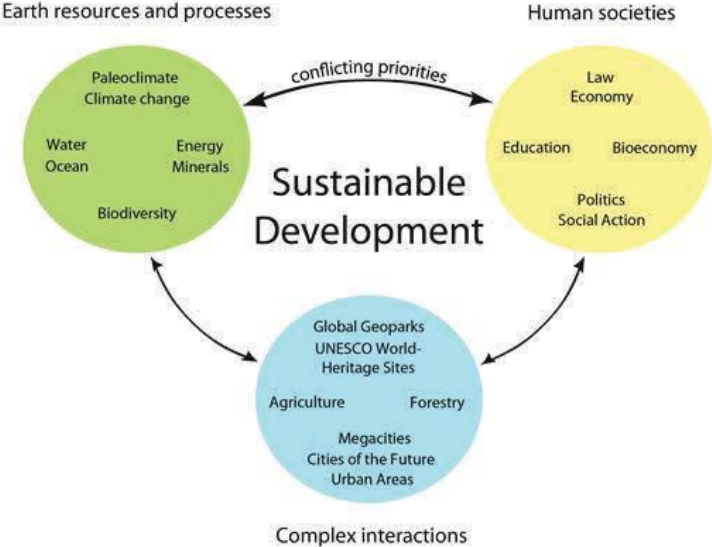 Earth resources and processes
Human societies
conflicting priorities
Paleoclimate
Climate change
Water
Ocean
Energy
Minerals
Biodiversity
Law
Economy
Education
Bioeconomy
Politics
Social Action
Sustainable
Development
Global Geoparks
UNESCO World-
Heritage Sites
Agriculture
Forestry
Megacities
Cities of the Future
Urban Areas
Complex interactions